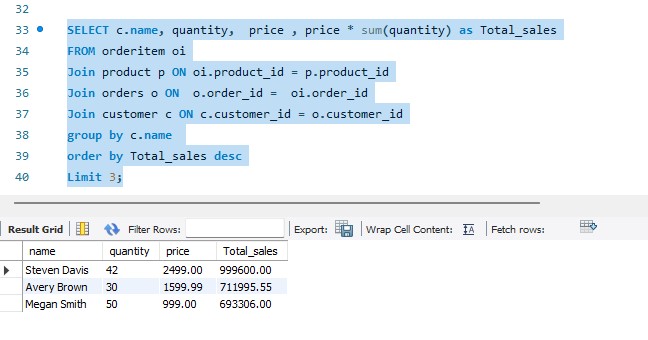 32
33 SELECT c.name, quantity,  price , price * sum(quantity) as Total_sales
34 FROM orderitem oi
35 Join product p ON oi.product_id = p.product_id
36 Join orders o ON  o.order_id =  oi.order_id
37 Join customer c ON c.customer_id = o.customer_id
38 group by c.name
39 order by Total_sales desc
40 Limit 3;
Result Grid Filter Rows: Export: Wrap Cell Content: IA Fetch rows:
name quantity price Total_sales
Steven Davis 42 2499.00 999600.00
Avery Brown 30 1599.99 711995.55
Megan Smith 50 999.00 693306.00